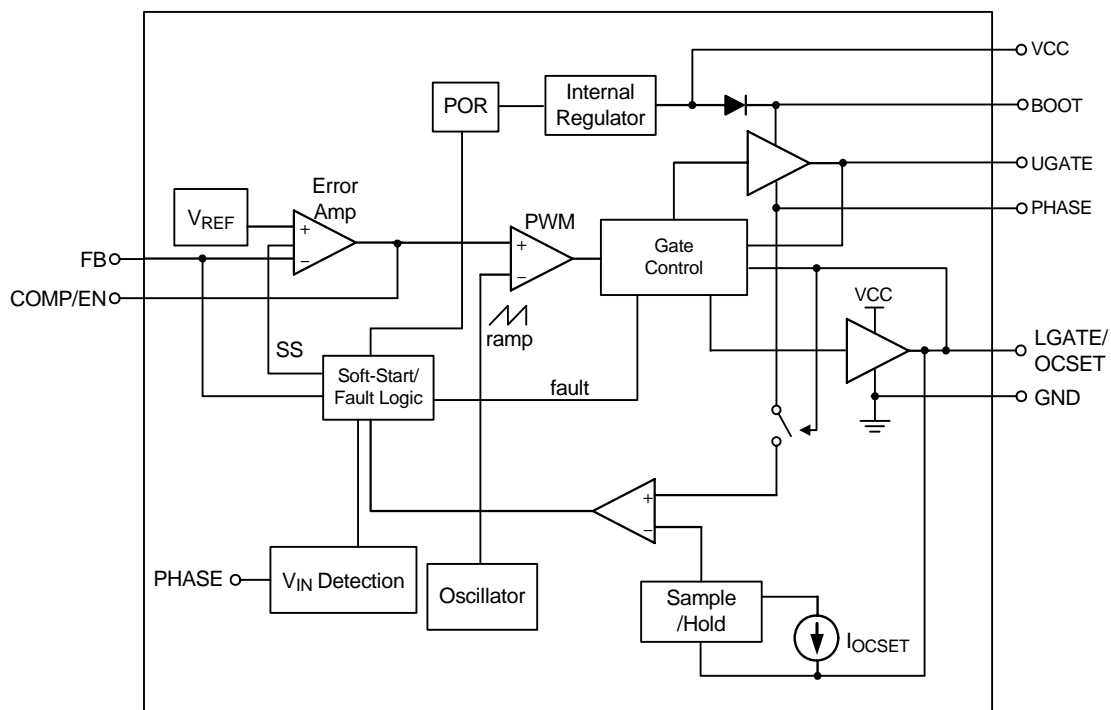 VCC
POR
Internal
Regulator
BOOT
UGATE
Error
Amp
VREF
+
−
PWM
+
−
PHASE
Gate
Control
FB
COMP/EN
VCC
ramp
SS
LGATE/
OCSET
Soft-Start/
Fault Logic
fault
GND
+
−
PHASE
VIN Detection
Oscillator
Sample
/Hold
IOCSET